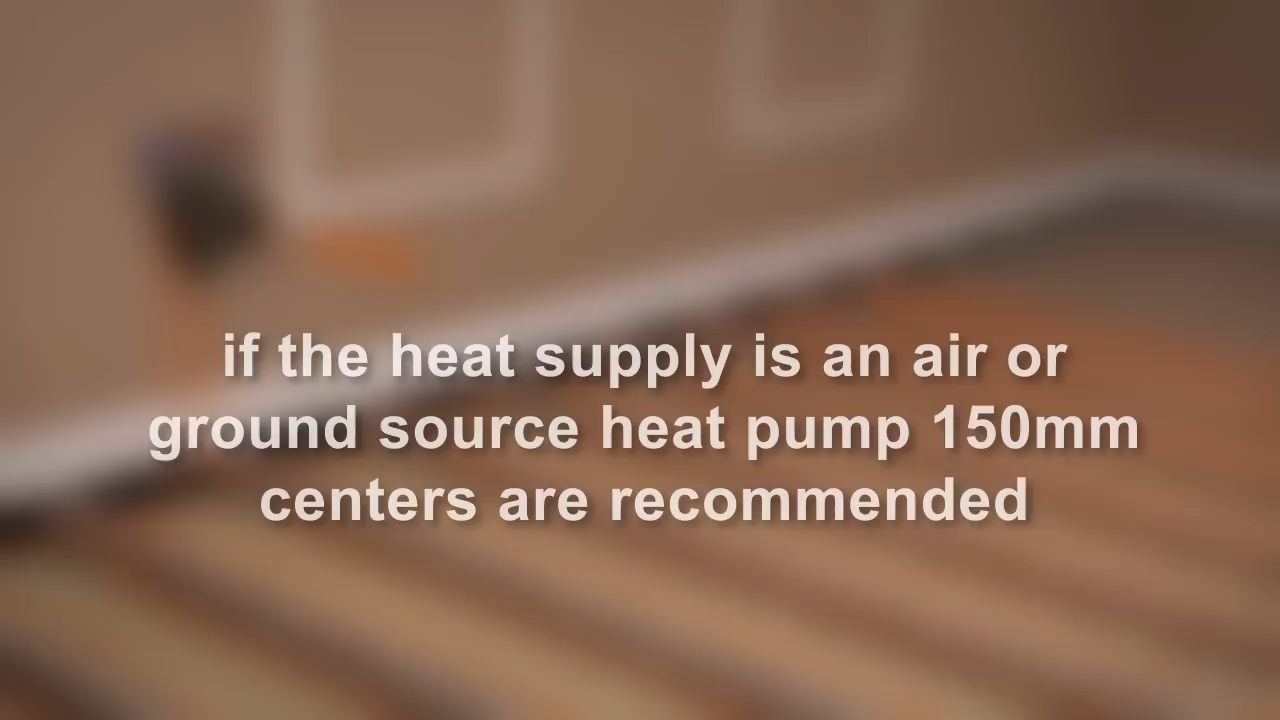 if the heat supply is an air or
ground source heat pump 150mm
centers are recommended